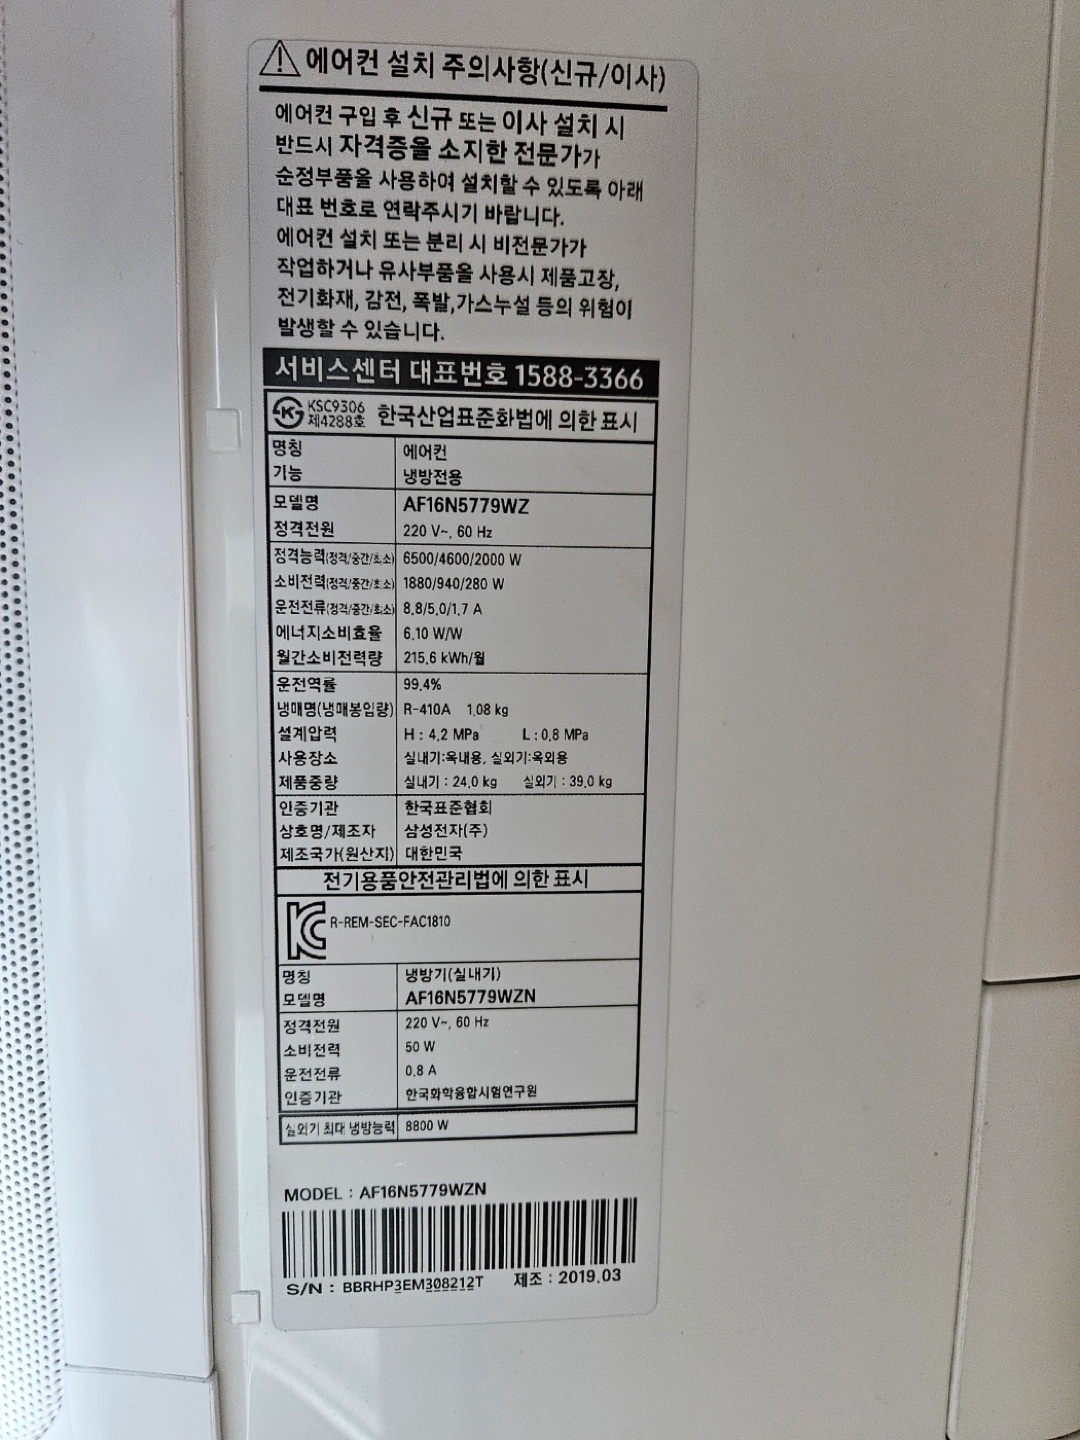 ⚠ 에어컨 설치 주의사항(신규/이사)
에어컨 구입 후 신규 또는 이사 설치 시
반드시 자격증을 소지한 전문가가
순정부품을 사용하여 설치할 수 있도록 아래
대표 번호로 연락주시기 바랍니다.
에어컨 설치 또는 분리 시 비전문가가
작업하거나 유사부품을 사용시 제품고장,
전기화재, 감전, 폭발,가스누설 등의 위험이
발생할 수 있습니다.
서비스센터 대표번호 1588-3366
KSC9306
제4288호 한국산업표준화법에 의한 표시
명칭 에어컨
기능 냉방전용
모델명 AF16N5779WZ
정격전원 220 V~, 60 Hz
정격능력(정격/중간/최소) 6500/4600/2000 W
소비전력(정격/중간/최소) 1880/940/280 W
운전전류(정격/중간/최소) 8.8/5.0/1.7 A
에너지소비효율 6.10 W/W
월간소비전력량 215.6 kWh/월
운전역률 99.4%
냉매명(냉매봉입량) R-410A 1.08 kg
설계압력 H : 4.2 MPa L : 0.8 MPa
사용장소 실내기:옥내용, 실외기:옥외용
제품중량 실내기 : 24.0 kg 실외기 : 39.0 kg
인증기관 한국표준협회
상호명/제조자 삼성전자(주)
제조국가(원산지) 대한민국
전기용품안전관리법에 의한 표시
KC R-REM-SEC-FAC1810
명칭 냉방기(실내기)
모델명 AF16N5779WZN
정격전원 220 V~, 60 Hz
소비전력 50 W
운전전류 0.8 A
인증기관 한국화학융합시험연구원
실외기 최대 냉방능력 8800 W
MODEL : AF16N5779WZN
S/N : BBRHP3EM308212T 제조 : 2019.03